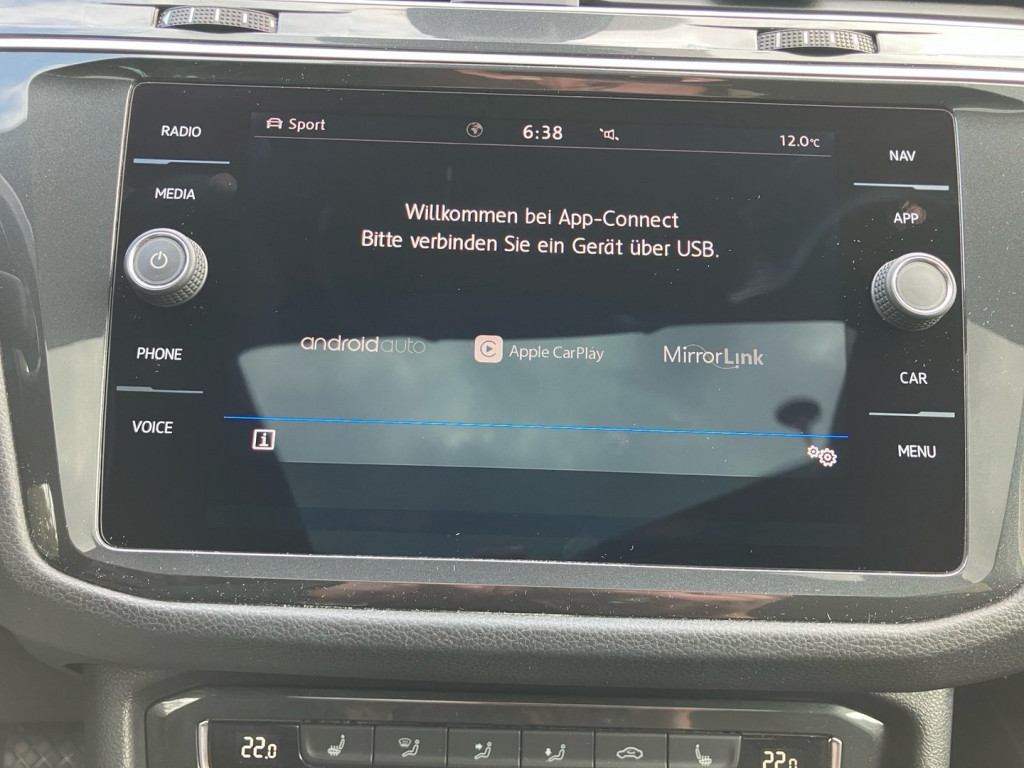 RADIO
MEDIA
PHONE
VOICE
Sport
6:38
12.0°C
Willkommen bei App-Connect
Bitte verbinden Sie ein Gerät über USB.
androidauto
Apple CarPlay
MirrorLink
i
NAV
APP
CAR
MENU
22.0
22.0